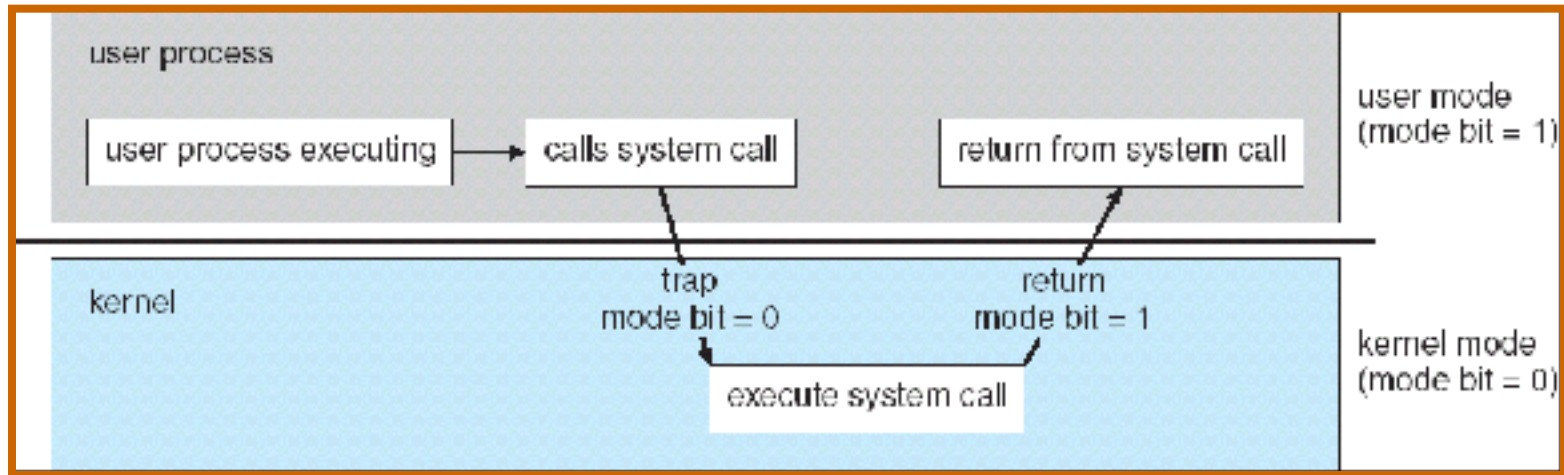 user process
user process executing
calls system call
return from system call
user mode
(mode bit = 1)
kernel
trap
mode bit = 0
return
mode bit = 1
execute system call
kernel mode
(mode bit = 0)